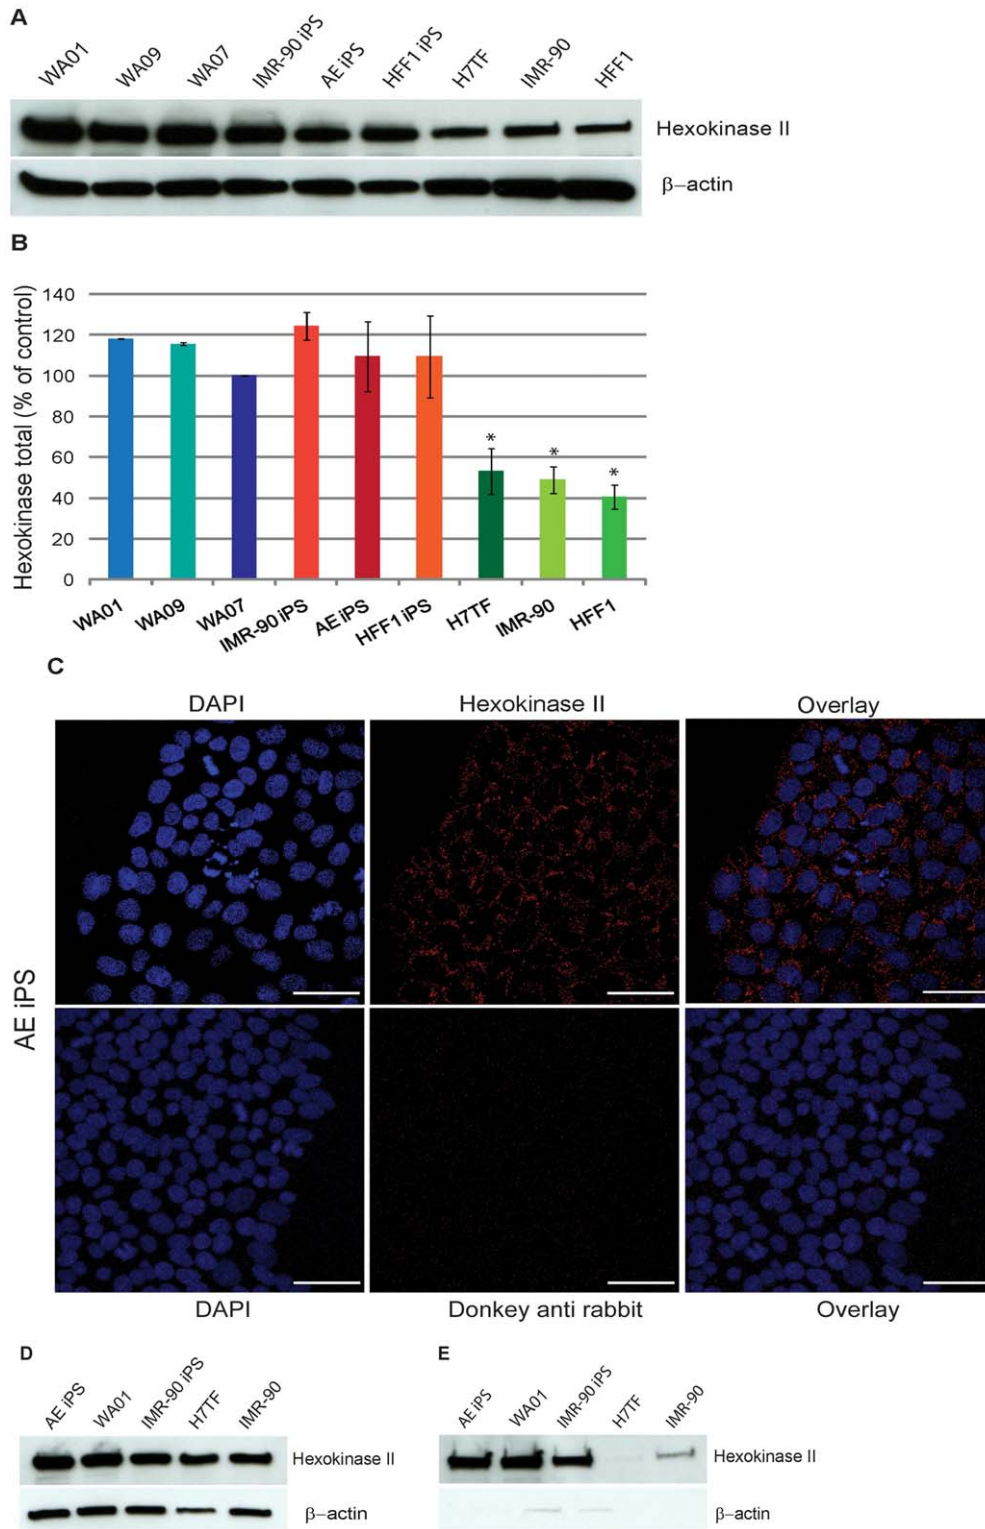 A
WA01 WA09 WA07 IMR-90 iPS AE iPS HFF1 iPS H7TF IMR-90 HFF1
Hexokinase II
β–actin
B
Hexokinase total (% of control)
140
120
100
80
60
40
20
0
* * *
WA01 WA09 WA07 IMR-90 iPS AE iPS HFF1 iPS H7TF IMR-90 HFF1
C
DAPI Hexokinase II Overlay
AE iPS
DAPI Donkey anti rabbit Overlay
D
AE iPS WA01 IMR-90 iPS H7TF IMR-90
Hexokinase II
β–actin
E
AE iPS WA01 IMR-90 iPS H7TF IMR-90
Hexokinase II
β–actin